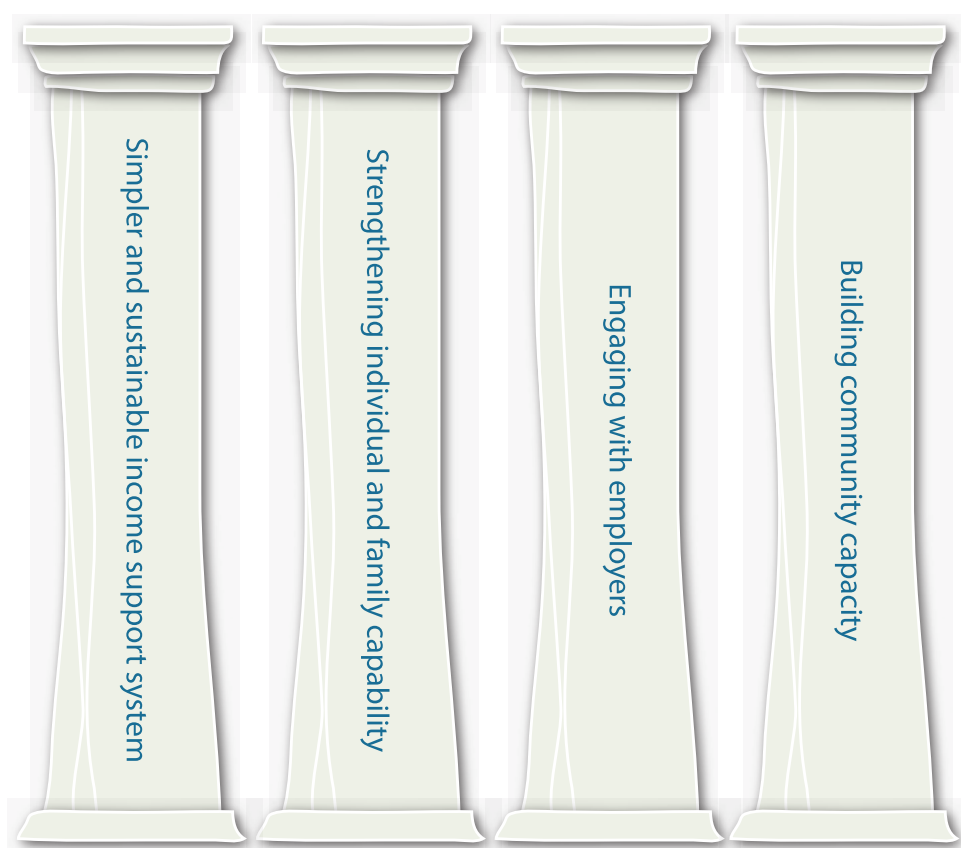 Simpler and sustainable income support system
Strengthening individual and family capability
Engaging with employers
Building community capacity